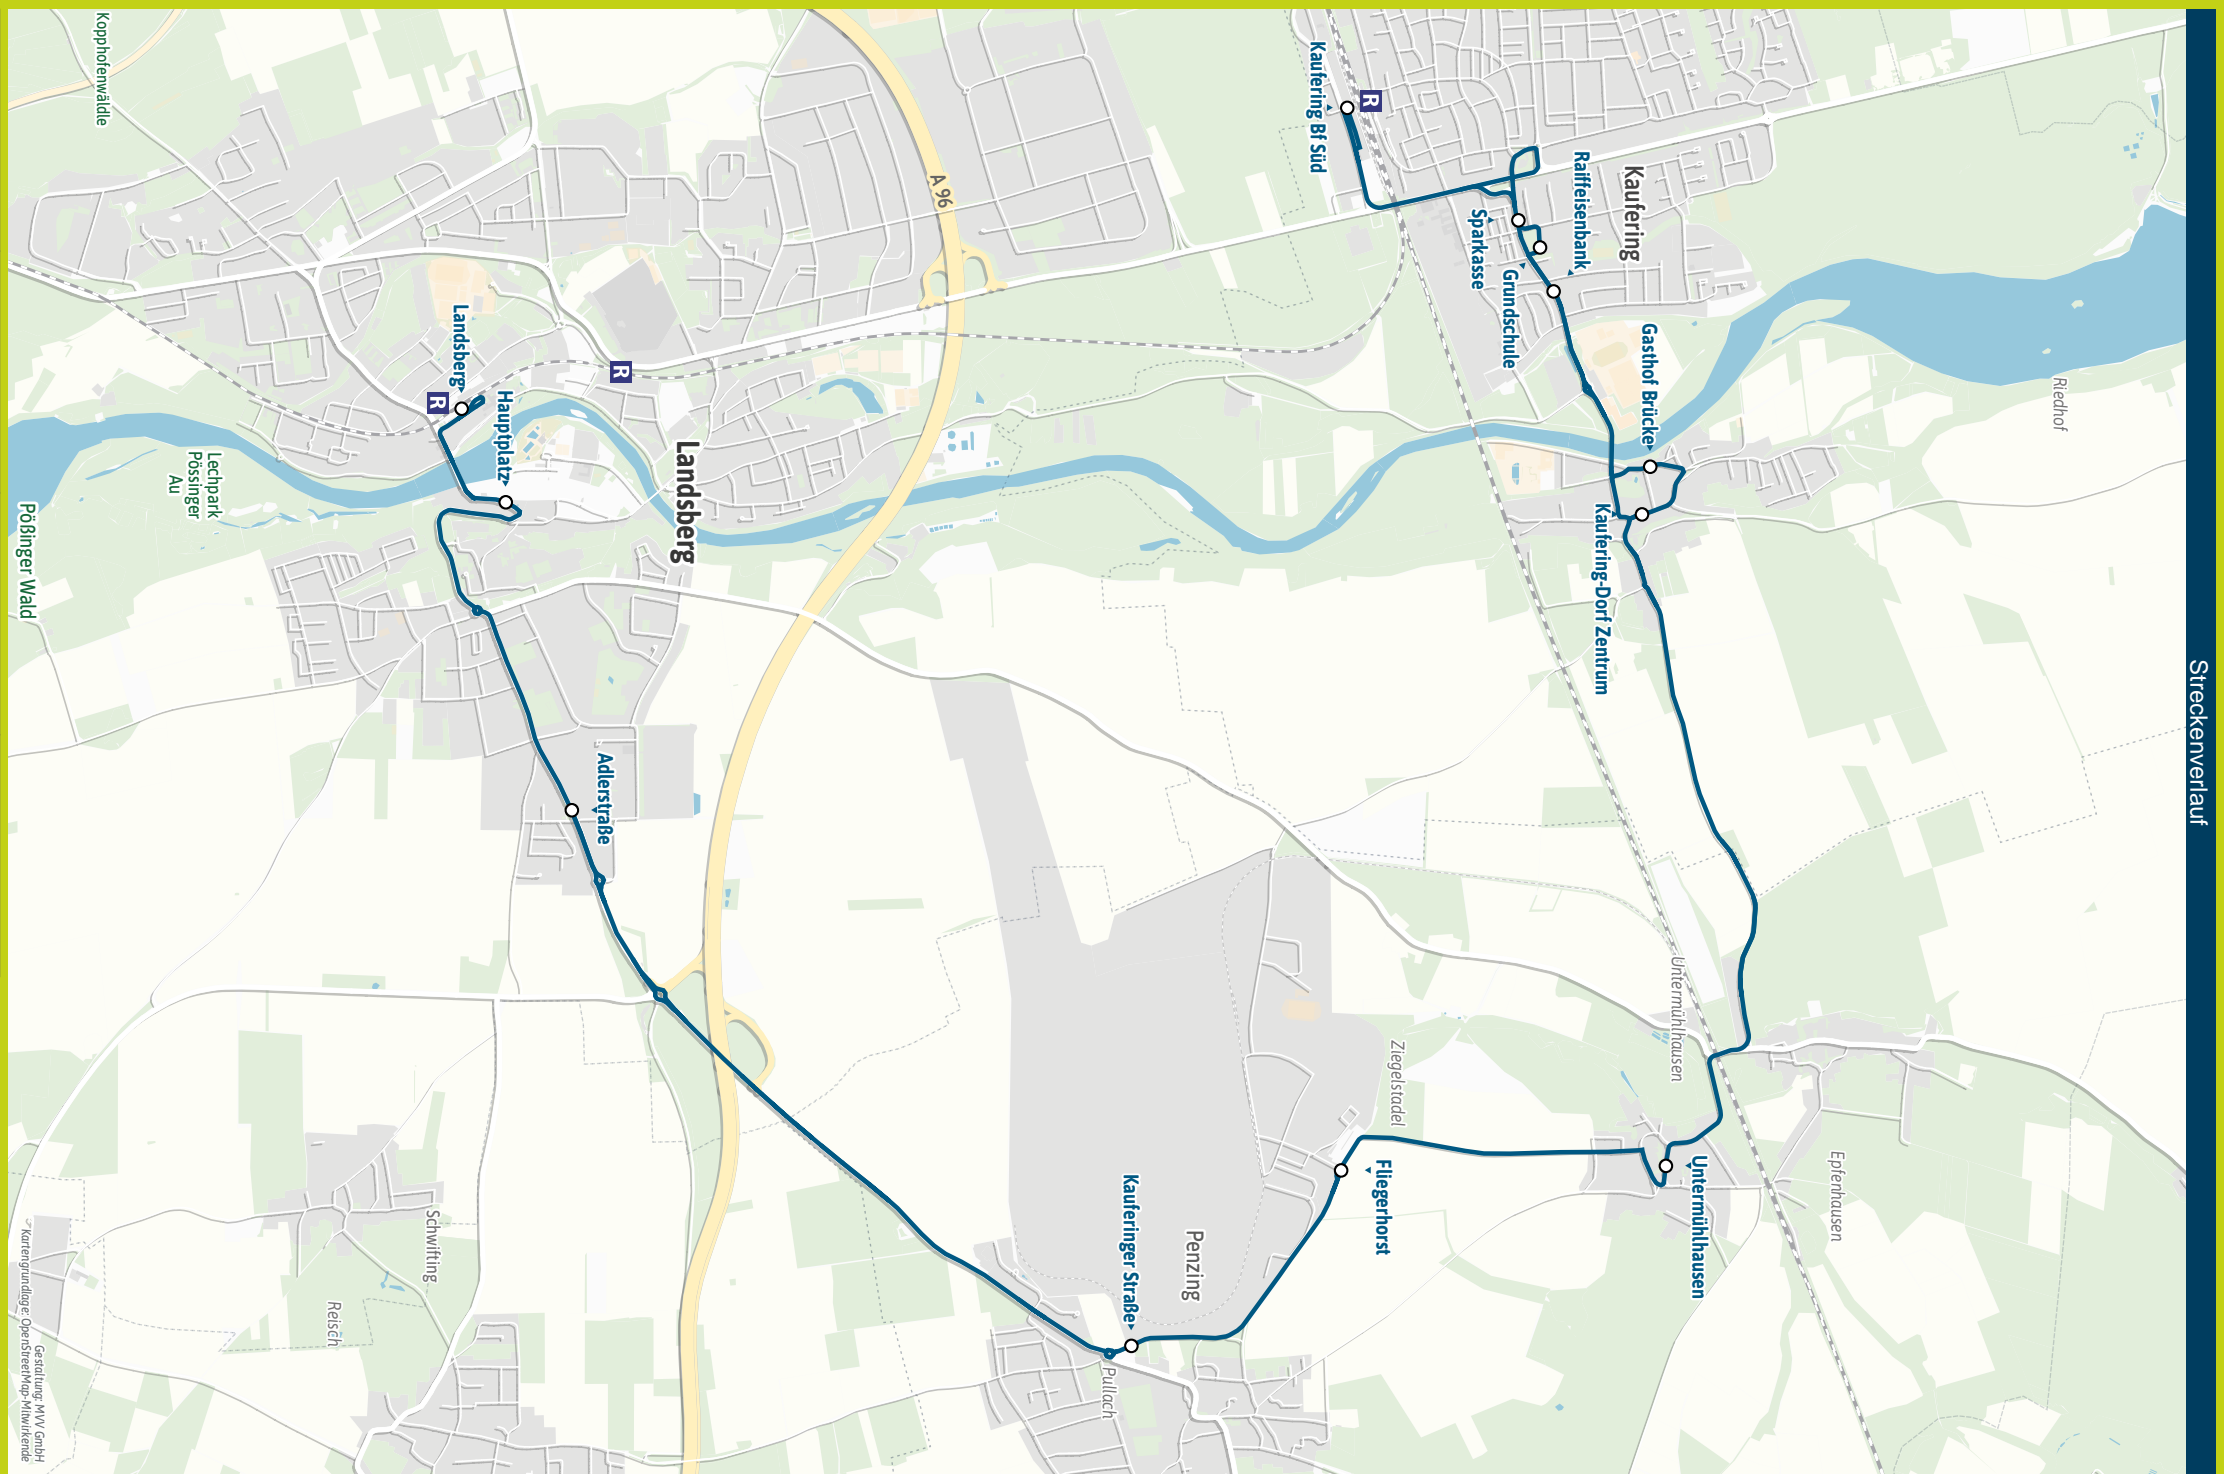 Streckenverlauf
Riedhof
Kaufering
Raiffeisenbank
Sparkasse
Grundschule
Kaufering Bf Süd
R
Gasthof Brücke
Kaufering-Dorf Zentrum
Untermühlhausen
Epfenhausen
Untermühlhausen
Ziegelstadel
Fliegerhorst
Penzing
Kauferinger Straße
Pullach
A 96
Landsberg
R
Adlerstraße
Hauptplatz
Landsberg
R
Schwifting
Reisch
Lechpark
Pössinger
Au
Kopphofenwäldle
Pößinger Wald
Gestaltung: MVV GmbH
Kartengrundlage: OpenStreetMap-Mitwirkende